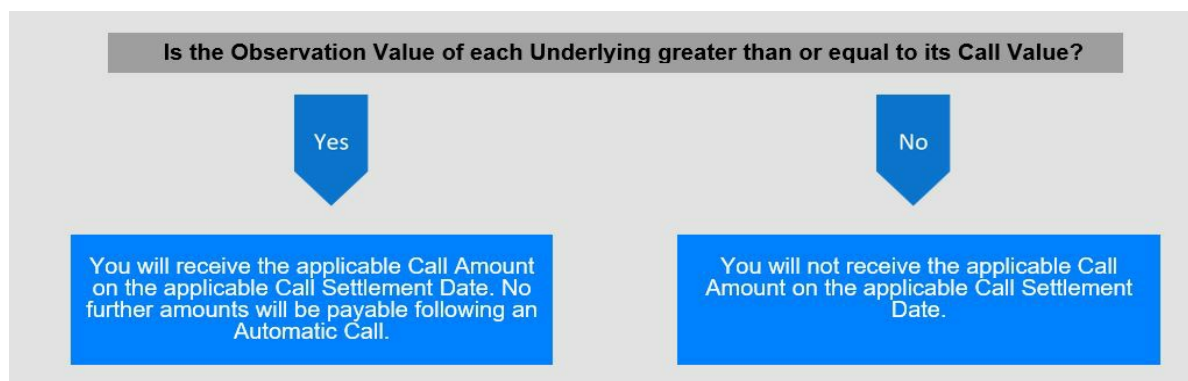 Is the Observation Value of each Underlying greater than or equal to its Call Value?
Yes
No
You will receive the applicable Call Amount
on the applicable Call Settlement Date. No
further amounts will be payable following an
Automatic Call.
You will not receive the applicable Call
Amount on the applicable Call Settlement
Date.